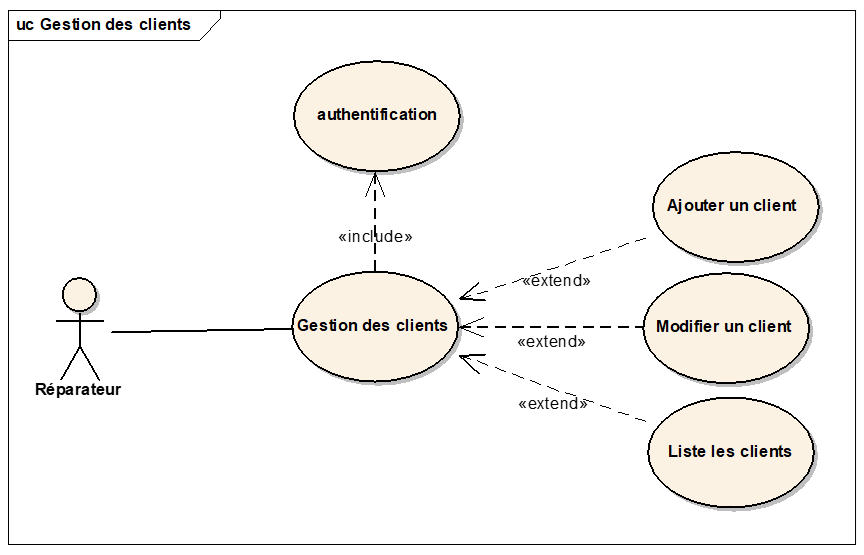 uc Gestion des clients
authentification
Ajouter un client
«include»
«extend»
Gestion des clients
Modifier un client
«extend»
Réparateur
«extend»
Liste les clients